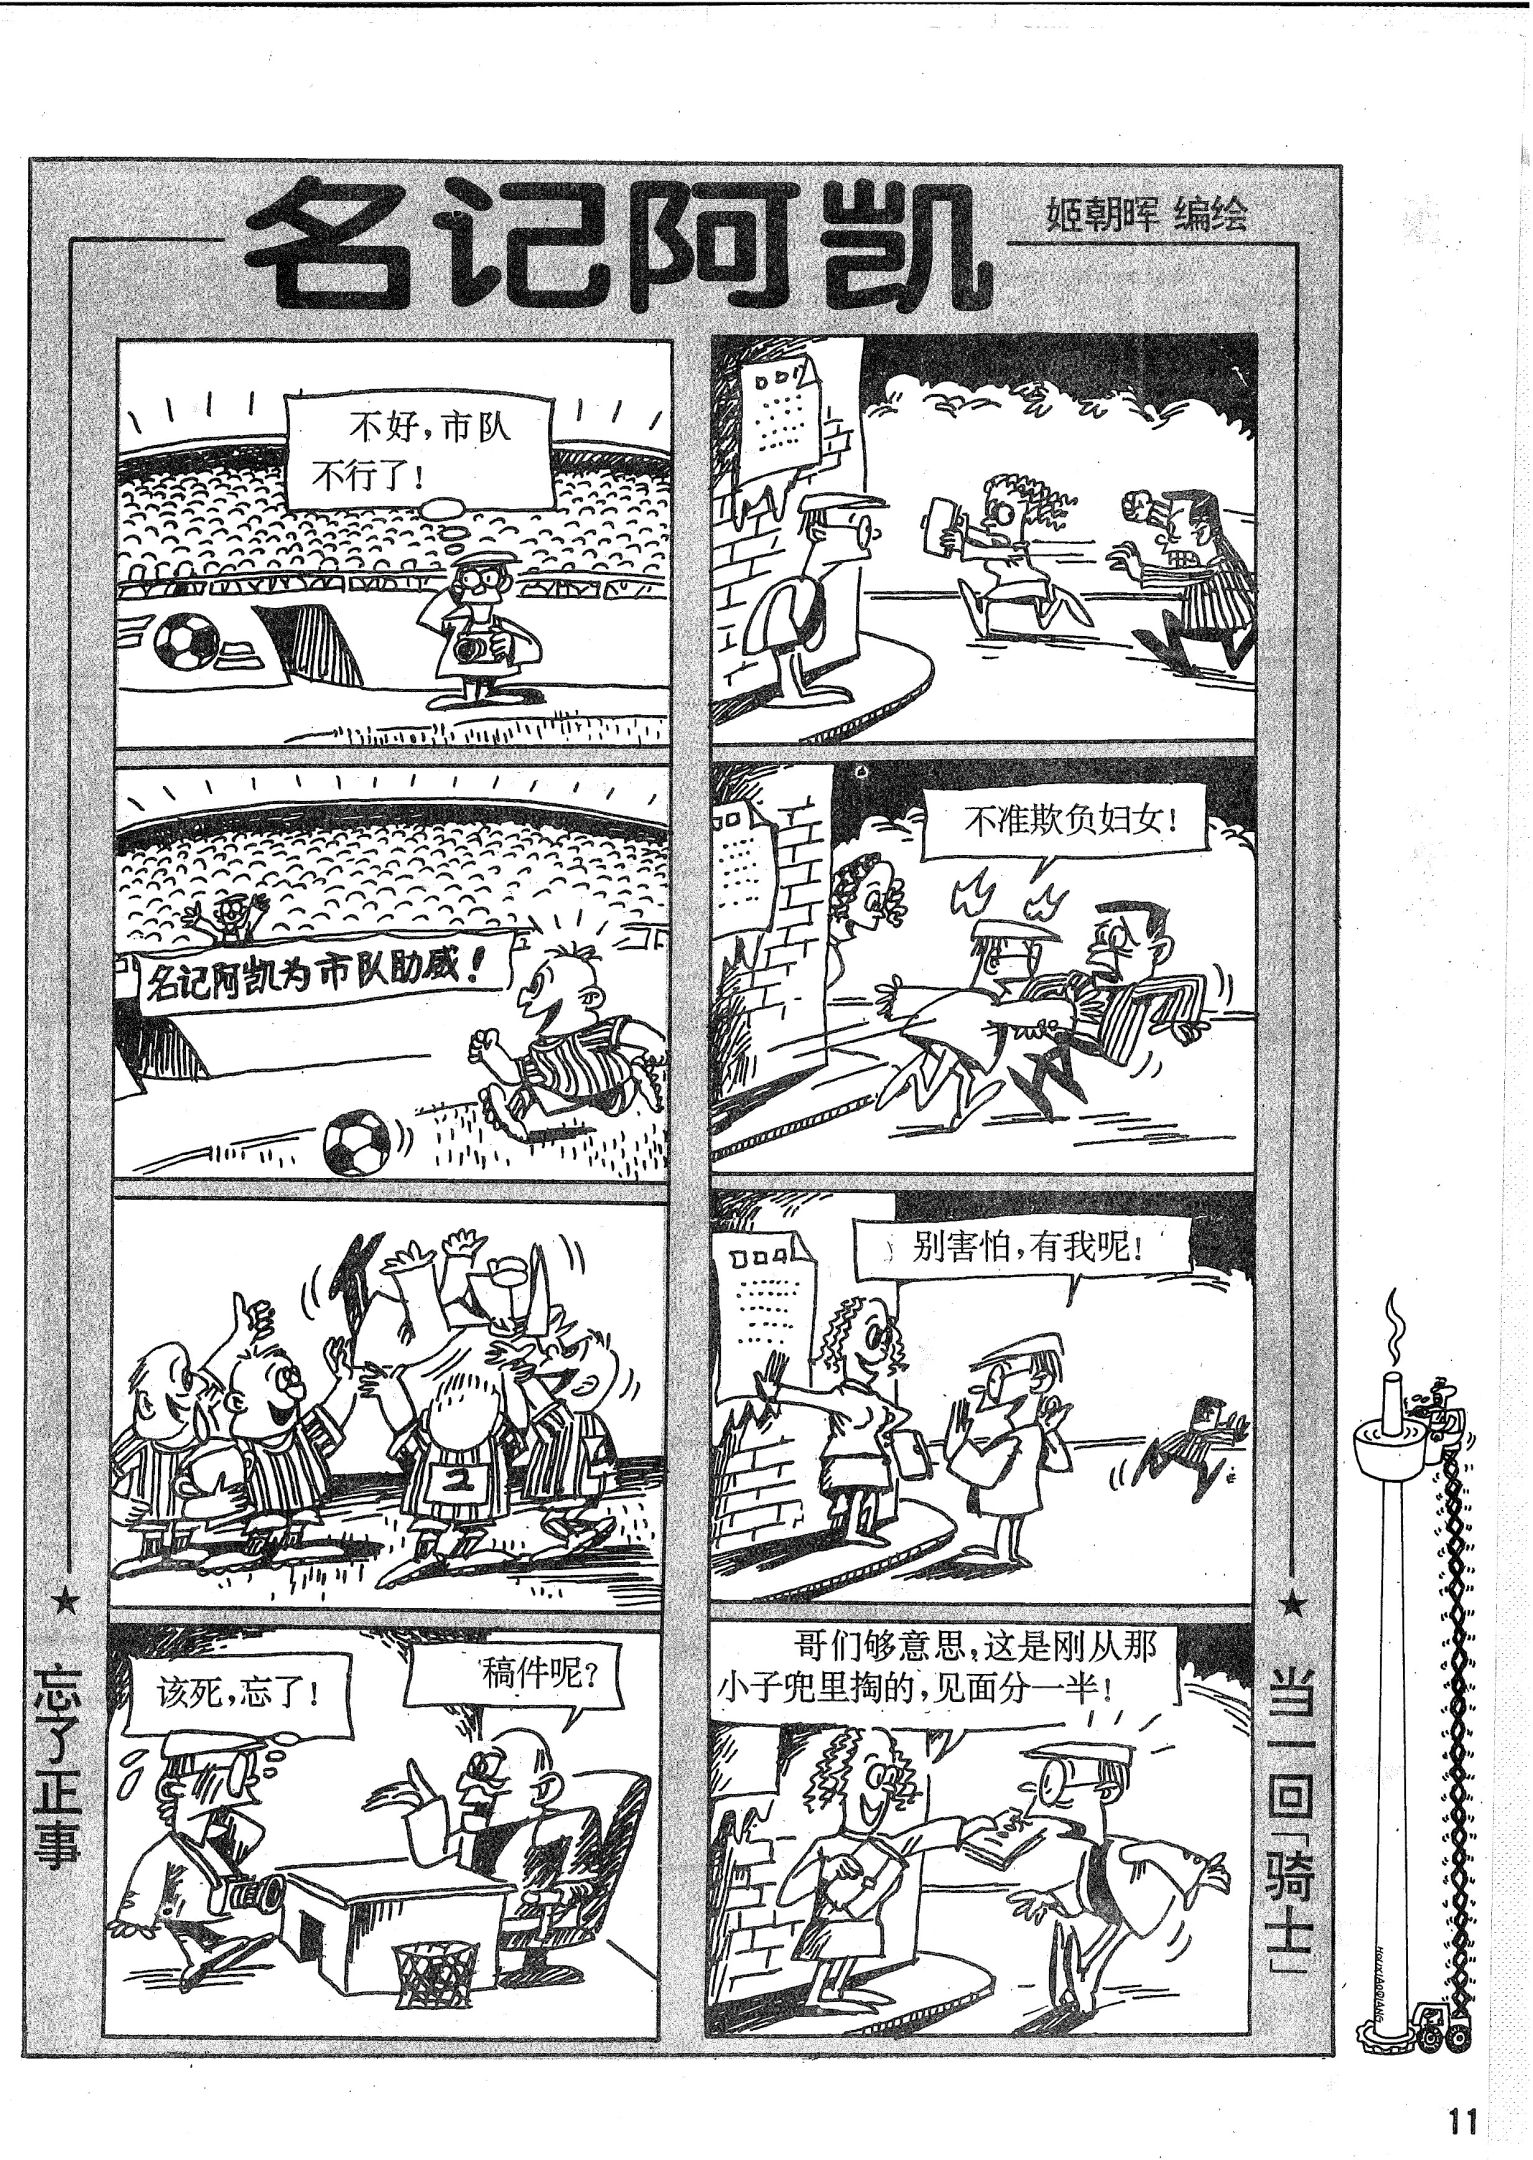 名记阿凯
姬朝晖 编绘
不好，市队
不行了！
名记阿凯为市队助威！
2
该死，忘了！
稿件呢？
★忘了正事
不准欺负妇女！
别害怕，有我呢！
哥们够意思，这是刚从那
小子兜里掏的，见面分一半！
★当一回「骑士」
11